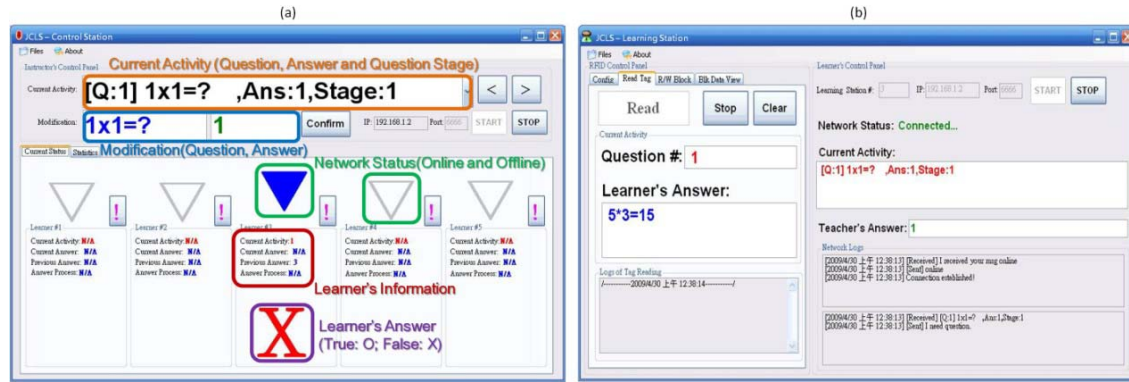 (a)
JCLS – Control Station
Files About
Instructor's Control Panel
Current Activity (Question, Answer and Question Stage)
Current Activity: [Q:1] 1x1=? ,Ans:1,Stage:1 < >
Modification: 1x1=? 1 Confirm IP: 192.168.1.2 Port: 6666 START STOP
Modification(Question, Answer)
Current Status Statistics
Network Status(Online and Offline)
! ! ! !
Learner #1 Learner #2 Learner #3 Learner #4 Learner #5
Current Activity: N/A Current Activity: N/A Current Activity: 1 Current Activity: N/A Current Activity: N/A
Current Answer: N/A Current Answer: N/A Current Answer: N/A Current Answer: N/A Current Answer: N/A
Previous Answer: N/A Previous Answer: N/A Previous Answer: 3 Previous Answer: N/A Previous Answer: N/A
Answer Process: N/A Answer Process: N/A Answer Process: N/A Answer Process: N/A Answer Process: N/A
Learner's Information
X
Learner's Answer
(True: O; False: X)
(b)
JCLS – Learning Station
Files About
RFID Control Panel
Config Read Tag R/W Block Blk Data View
Read Stop Clear
Current Activity
Question #: 1
Learner's Answer:
5*3=15
Logs of Tag Reading
/----------2009/4/30 上午 12:38:14----------/
Learner's Control Panel
Learning Station #: 3 IP: 192.168.1.2 Port: 6666 START STOP
Network Status: Connected...
Current Activity:
[Q:1] 1x1=? ,Ans:1,Stage:1
Teacher's Answer: 1
Network Logs
[2009/4/30 上午 12:38:13] [Received] I received your msg online
[2009/4/30 上午 12:38:13] [Sent] online
[2009/4/30 上午 12:38:13] Connection established!
[2009/4/30 上午 12:38:13] [Received] [Q:1] 1x1=? ,Ans:1,Stage:1
[2009/4/30 上午 12:38:13] [Sent] I need question.